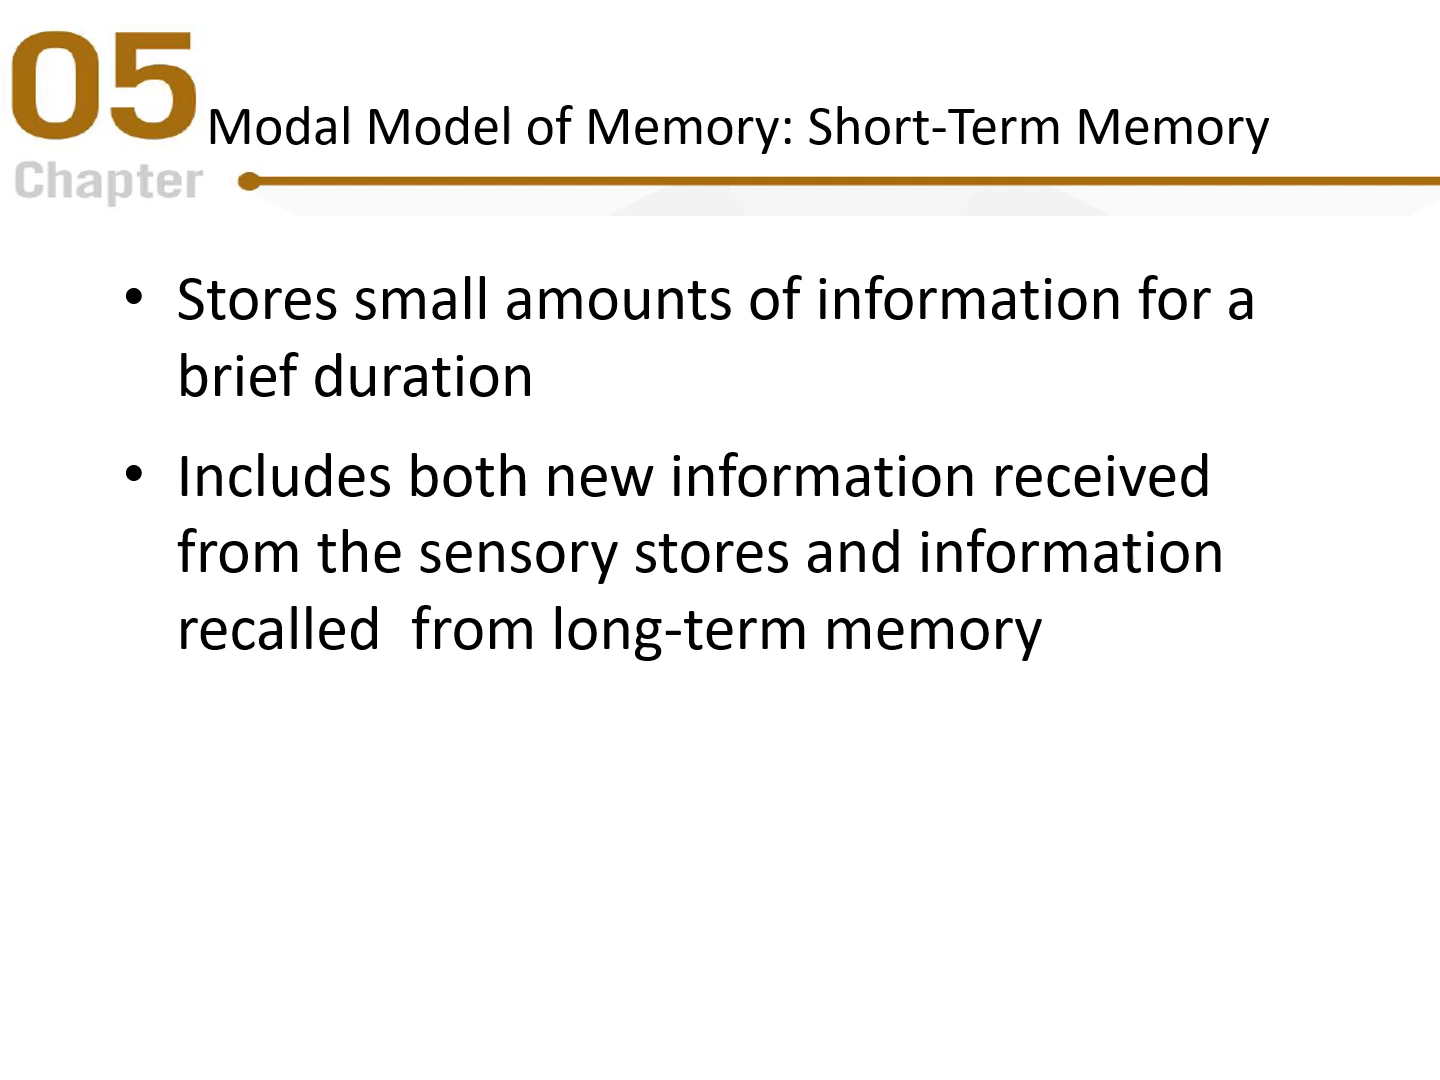 05
Chapter
Modal Model of Memory: Short-Term Memory
• Stores small amounts of information for a
brief duration
• Includes both new information received
from the sensory stores and information
recalled  from long-term memory